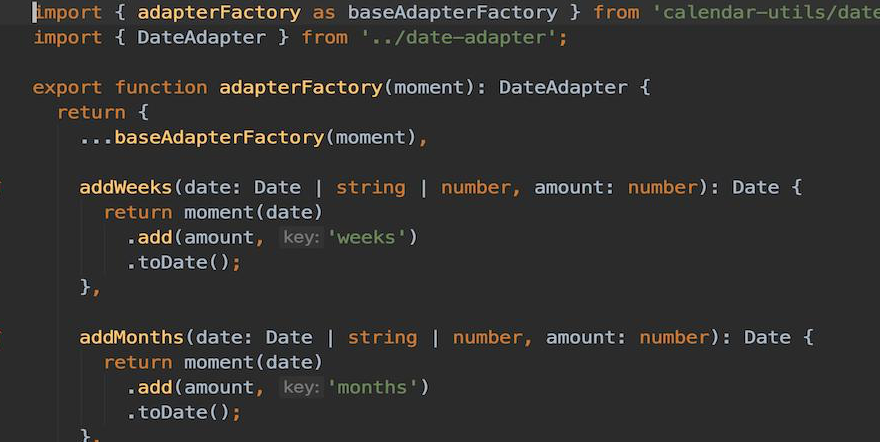 import { adapterFactory as baseAdapterFactory } from 'calendar-utils/date
import { DateAdapter } from '../date-adapter';
export function adapterFactory(moment): DateAdapter {
return {
...baseAdapterFactory(moment),
addWeeks(date: Date | string | number, amount: number): Date {
return moment(date)
.add(amount, key: 'weeks')
.toDate();
},
addMonths(date: Date | string | number, amount: number): Date {
return moment(date)
.add(amount, key: 'months')
.toDate();
},